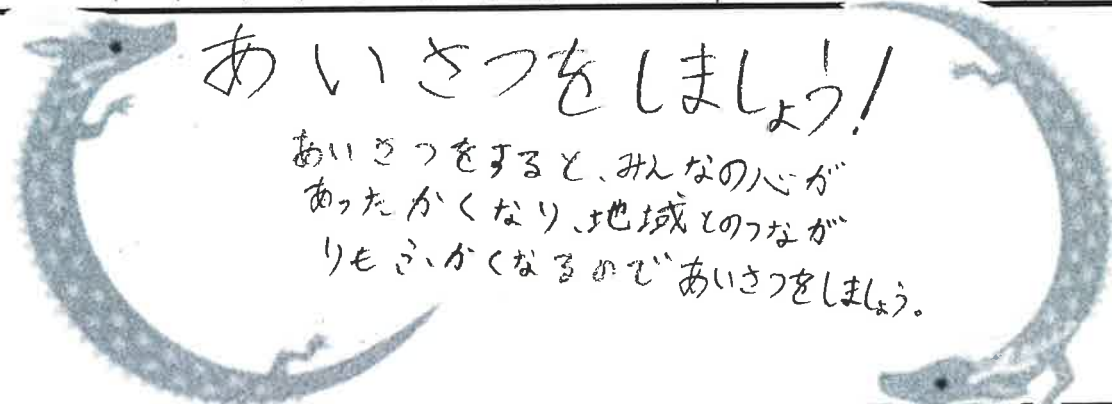 あいさつをしましょう!
あいさつをすると、みんなの心が
あったかくなり、地域とのつなが
りもふかくなるのであいさつをしましょう。